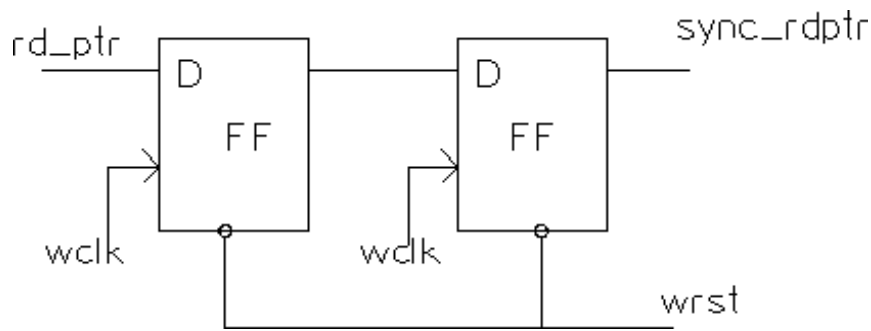 rd_ptr
sync_rdptr
D
D
FF
FF
wclk
wclk
wrst